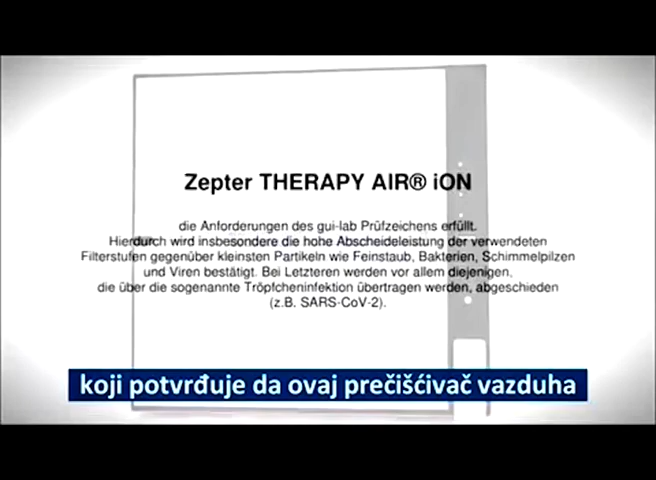 Zepter THERAPY AIR® iON
die Anforderungen des gui-lab Prüfzeichens erfüllt.
Hierdurch wird insbesondere die hohe Abscheideleistung der verwendeten
Filterstufen gegenüber kleinsten Partikeln wie Feinstaub, Bakterien, Schimmelpilzen
und Viren bestätigt. Bei Letzteren werden vor allem diejenigen,
die über die sogenannte Tröpfcheninfektion übertragen werden, abgeschieden
(z.B. SARS-CoV-2).
koji potvrđuje da ovaj prečišćivač vazduha